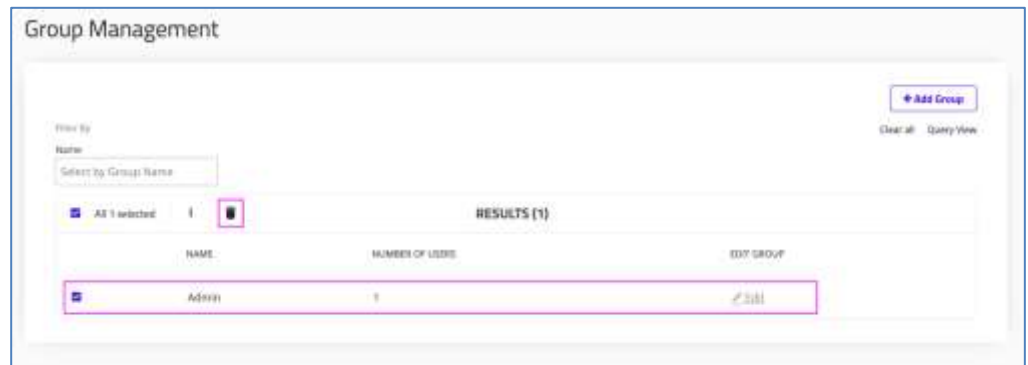 Group Management
+ Add Group
Filter By
Clear all Query View
Name
Select by Group Name
All 1 selected
RESULTS (1)
NAME NUMBER OF USERS EDIT GROUP
Admin 1 Edit